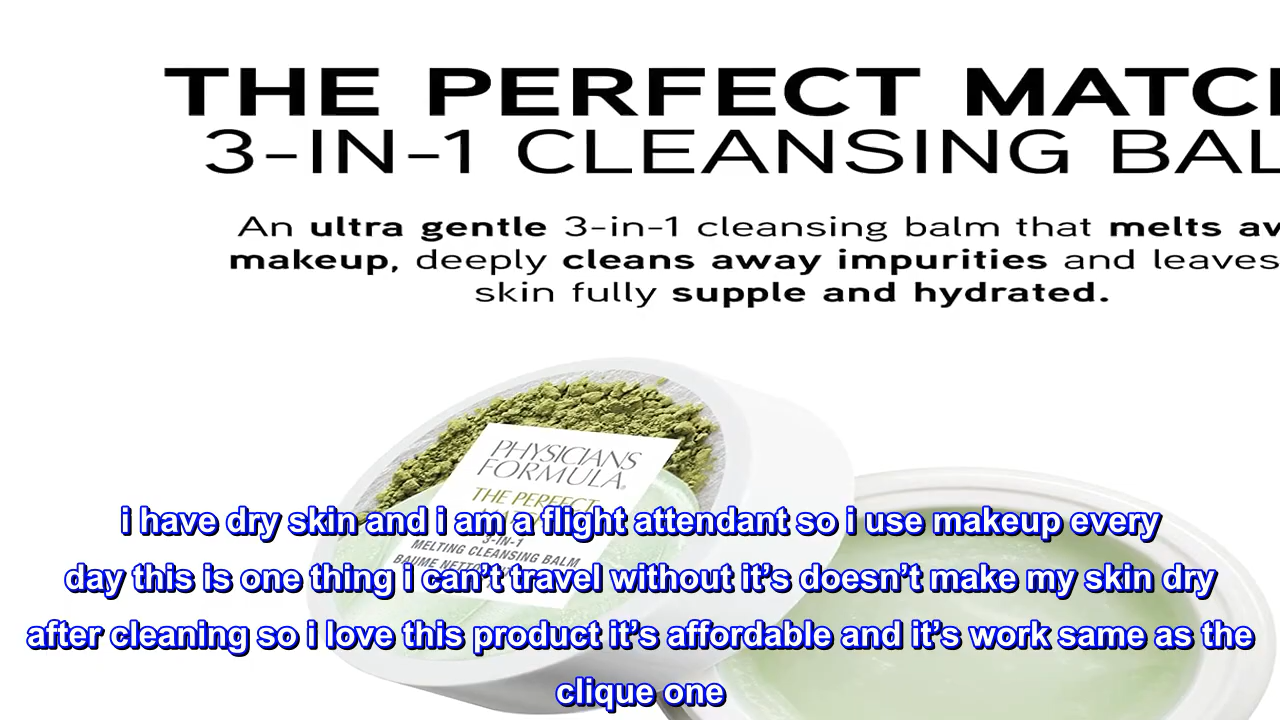 THE PERFECT MATC
3-IN-1 CLEANSING BAL
An ultra gentle 3-in-1 cleansing balm that melts av
makeup, deeply cleans away impurities and leaves
skin fully supple and hydrated.
PHYSICIANS
FORMULA®
THE PERFECT
3-IN-1
MELTING CLEANSING BALM
BAUME NETTO
i have dry skin and i am a flight attendant so i use makeup every
day this is one thing i can't travel without it's doesn't make my skin dry
after cleaning so i love this product it's affordable and it's work same as the
clique one